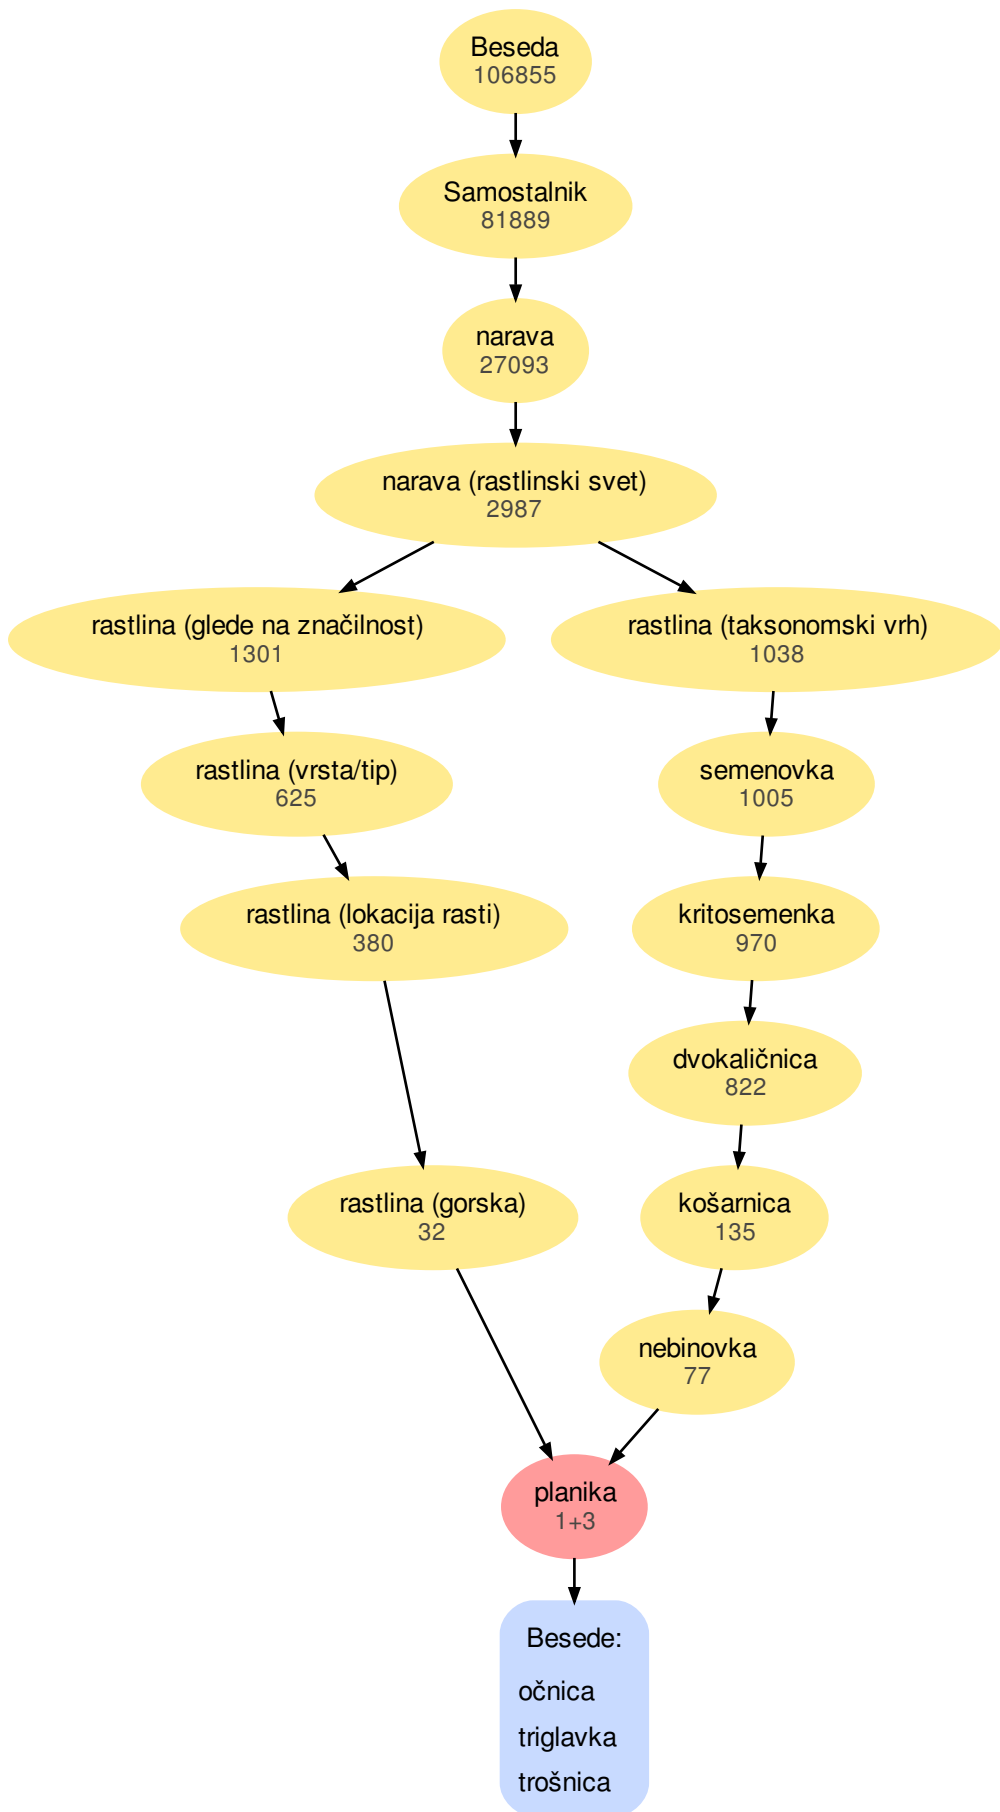 Beseda
106855
Samostalnik
81889
narava
27093
narava (rastlinski svet)
2987
rastlina (glede na značilnost)
1301
rastlina (taksonomski vrh)
1038
rastlina (vrsta/tip)
625
semenovka
1005
rastlina (lokacija rasti)
380
kritosemenka
970
dvokaličnica
822
rastlina (gorska)
32
košarnica
135
nebinovka
77
planika
1+3
Besede:
očnica
triglavka
trošnica